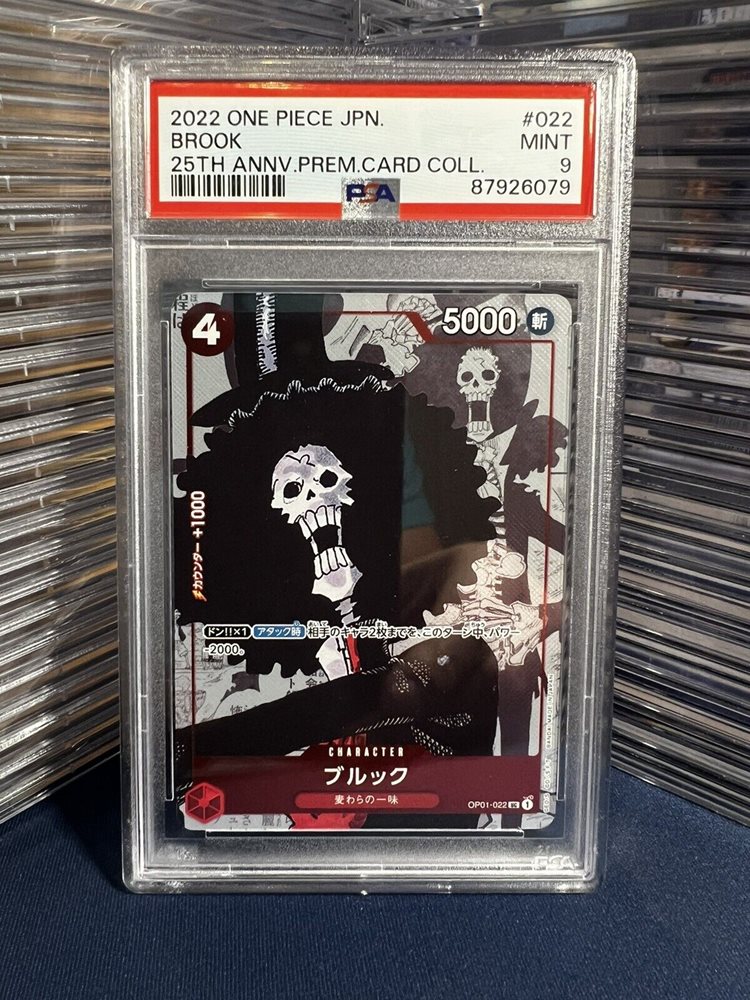 2022 ONE PIECE JPN. #022
BROOK MINT
25TH ANNV.PREM.CARD COLL. 9
PSA 87926079
4 5000 斬
カウンター +1000
ドン!!×1 アタック時 相手のキャラ2枚までを、このターン中、パワー
-2000。
CHARACTER
ブルック
麦わらの一味
OP01-022 UC 1